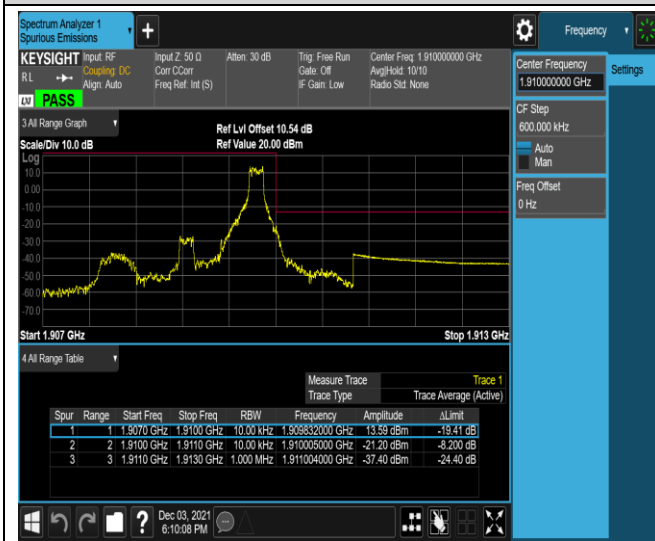 Spectrum Analyzer 1
Spurious Emissions
Frequency
KEYSIGHT
RL
LXI
PASS
Input: RF
Coupling: DC
Align: Auto
Input Z: 50 Ω
Corr CCorr
Freq Ref: Int (S)
Atten: 30 dB
Trig: Free Run
Gate: Off
IF Gain: Low
Center Freq: 1.910000000 GHz
Avg|Hold: 10/10
Radio Std: None
Center Frequency
1.910000000 GHz
Settings
CF Step
600.000 kHz
Auto
Man
Freq Offset
0 Hz
3 All Range Graph
Scale/Div 10.0 dB
Ref Lvl Offset 10.54 dB
Ref Value 20.00 dBm
Log
10.0
0.00
-10.0
-20.0
-30.0
-40.0
-50.0
-60.0
-70.0
Start 1.907 GHz
Stop 1.913 GHz
4 All Range Table
Measure Trace Trace 1
Trace Type Trace Average (Active)
Spur Range Start Freq Stop Freq RBW Frequency Amplitude ΔLimit
1 1 1.9070 GHz 1.9100 GHz 10.00 kHz 1.909832000 GHz 13.59 dBm -19.41 dB
2 2 1.9100 GHz 1.9110 GHz 10.00 kHz 1.910005000 GHz -21.20 dBm -8.200 dB
3 3 1.9110 GHz 1.9130 GHz 1.000 MHz 1.911004000 GHz -37.40 dBm -24.40 dB
Dec 03, 2021
6:10:08 PM